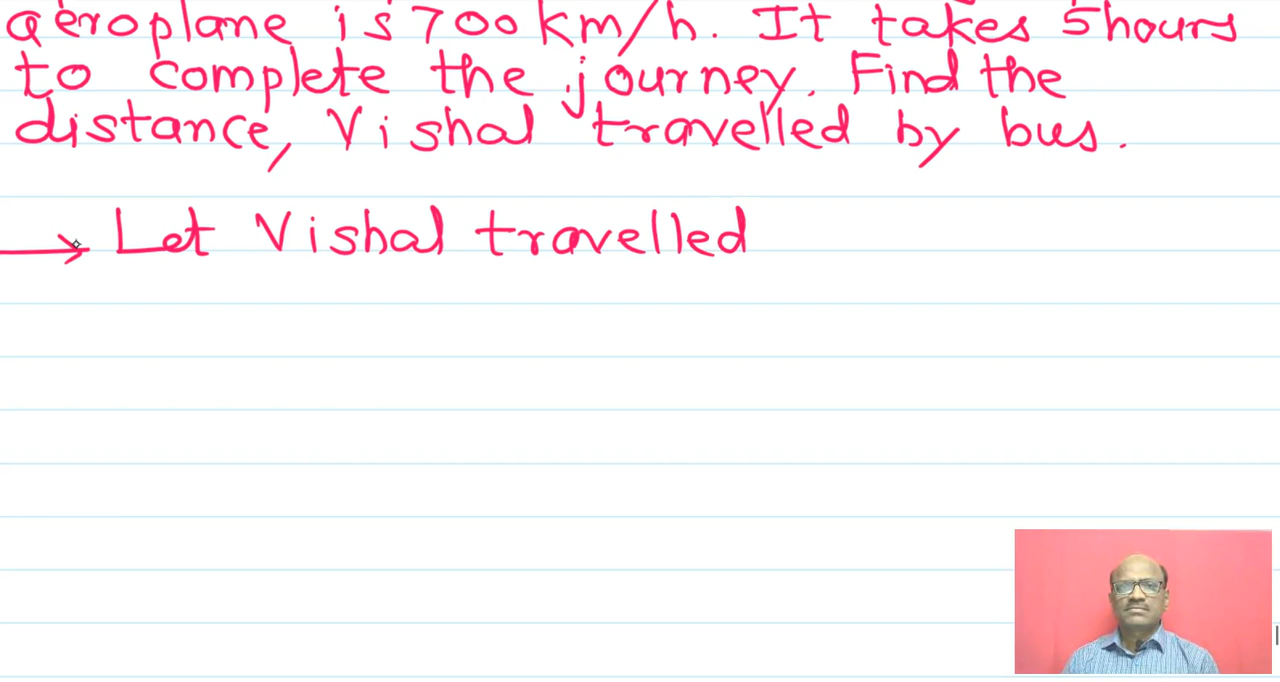 aeroplane is 700 km/h. It takes 5 hours
to complete the journey. Find the
distance, Vishal travelled by bus.
→ Let Vishal travelled